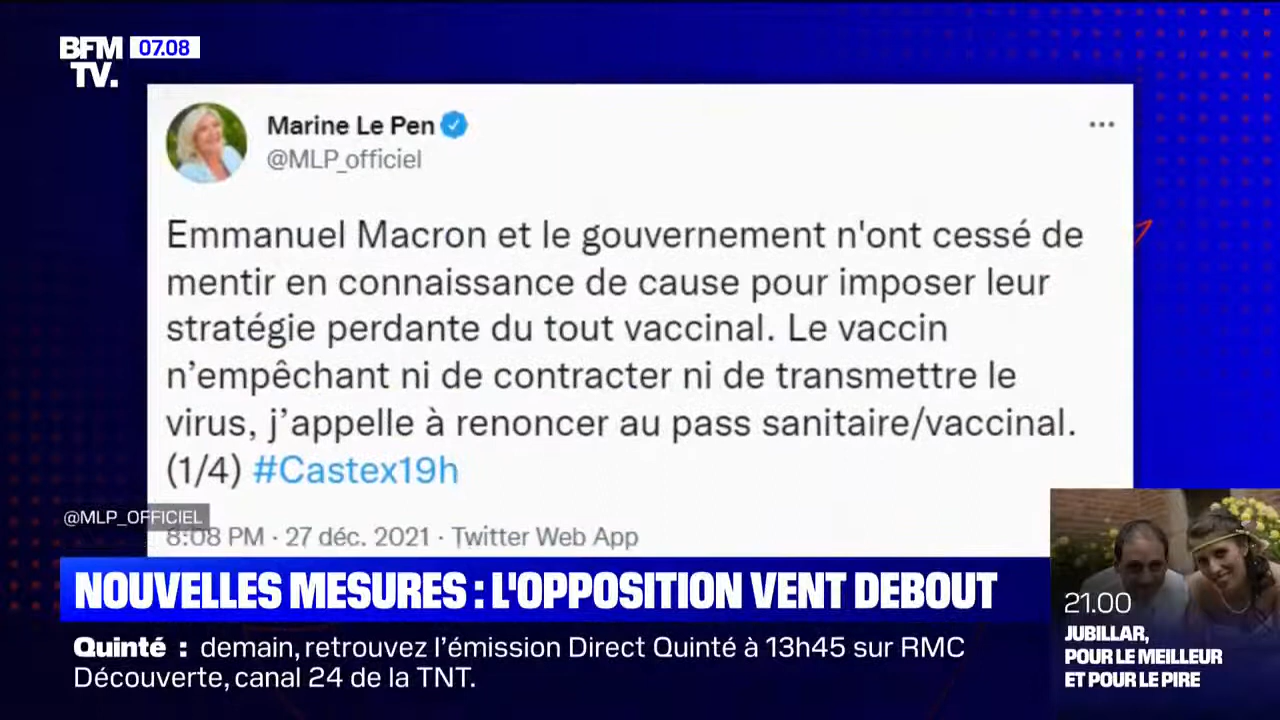 BFM
TV.
07.08
Marine Le Pen
@MLP_officiel
Emmanuel Macron et le gouvernement n'ont cessé de
mentir en connaissance de cause pour imposer leur
stratégie perdante du tout vaccinal. Le vaccin
n’empêchant ni de contracter ni de transmettre le
virus, j’appelle à renoncer au pass sanitaire/vaccinal.
(1/4) #Castex19h
@MLP_OFFICIEL
8:08 PM · 27 déc. 2021 · Twitter Web App
NOUVELLES MESURES : L'OPPOSITION VENT DEBOUT
Quinté : demain, retrouvez l’émission Direct Quinté à 13h45 sur RMC
Découverte, canal 24 de la TNT.
21.00
JUBILLAR,
POUR LE MEILLEUR
ET POUR LE PIRE